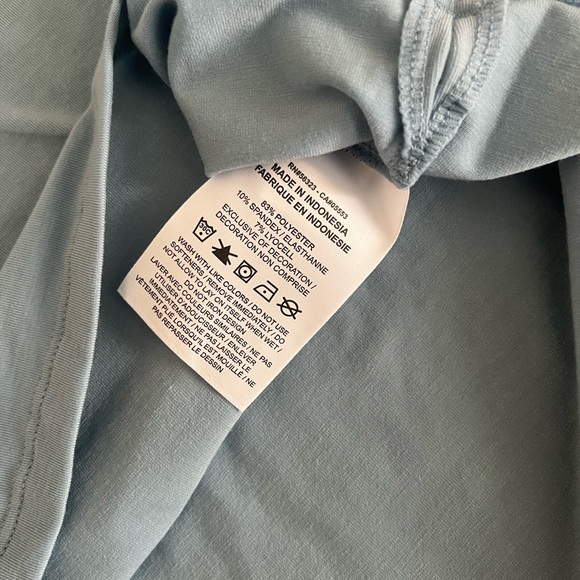 RN#56323 - CA#05553
MADE IN INDONESIA
FABRIQUE EN INDONESIE
83% POLYESTER
10% SPANDEX / ELASTHANNE
7% LYOCELL
EXCLUSIVE OF DECORATION /
DECORATION NON COMPRISE
WASH WITH LIKE COLORS / DO NOT USE
SOFTENERS / REMOVE IMMEDIATELY / DO
NOT ALLOW TO LAY ON ITSELF WHEN WET /
DO NOT IRON DESIGN
LAVER AVEC COULEURS SIMILAIRES / NE PAS
UTILISER D'ADOUCISSEUR / ENLEVER
IMMEDIATEMENT / NE PAS LAISSER LE
VÊTEMENT PLIÉ LORSQU'IL EST MOUILLÉ / NE
PAS REPASSER LE DESSIN